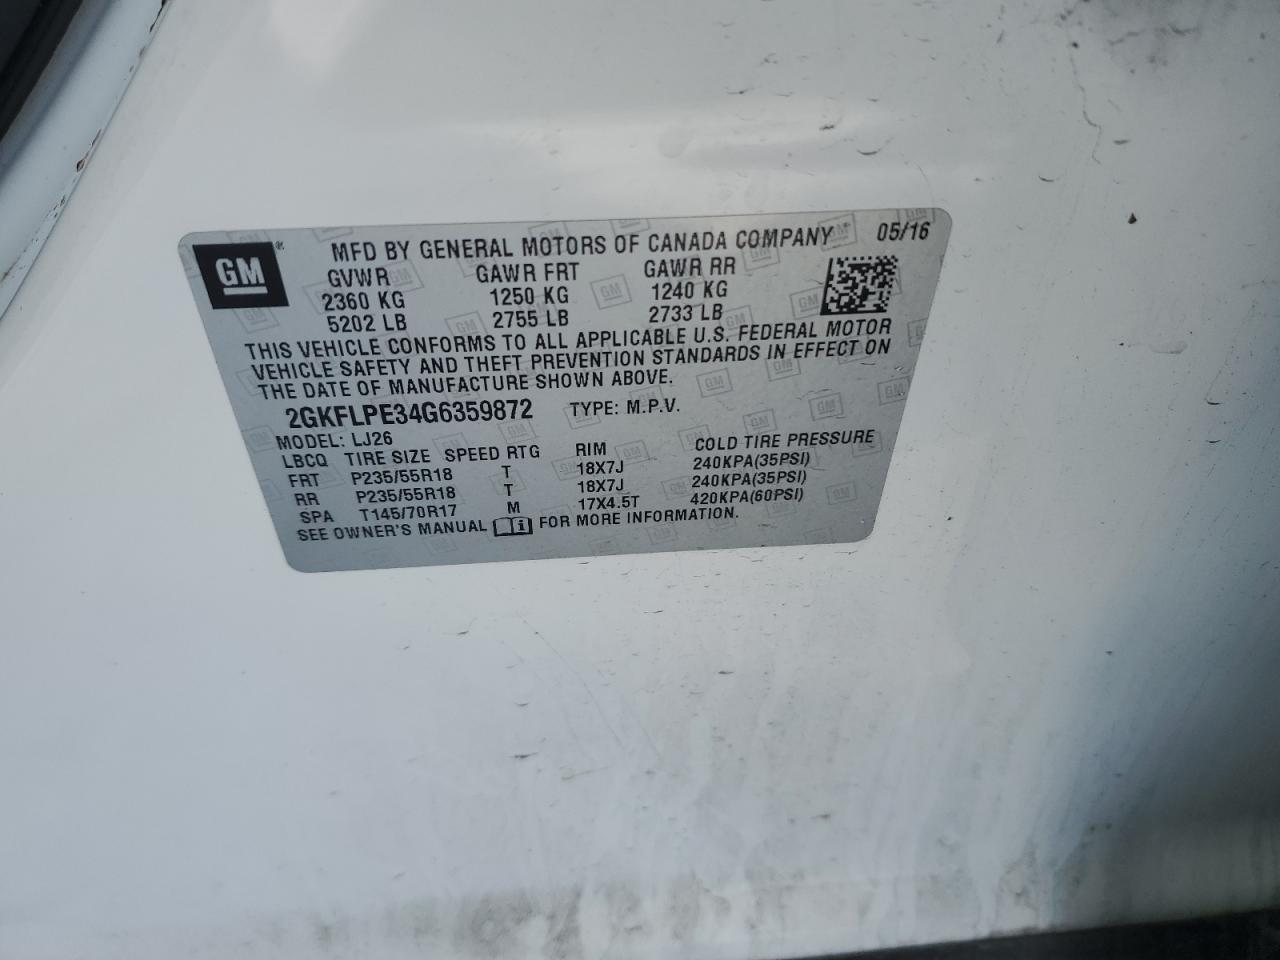 GM ® MFD BY GENERAL MOTORS OF CANADA COMPANY 05/16
GVWR GAWR FRT GAWR RR
2360 KG 1250 KG 1240 KG
5202 LB 2755 LB 2733 LB
THIS VEHICLE CONFORMS TO ALL APPLICABLE U.S. FEDERAL MOTOR
VEHICLE SAFETY AND THEFT PREVENTION STANDARDS IN EFFECT ON
THE DATE OF MANUFACTURE SHOWN ABOVE.
2GKFLPE34G6359872 TYPE: M.P.V.
MODEL: LJ26
LBCQ TIRE SIZE SPEED RTG RIM COLD TIRE PRESSURE
FRT P235/55R18 T 18X7J 240KPA(35PSI)
RR P235/55R18 T 18X7J 240KPA(35PSI)
SPA T145/70R17 M 17X4.5T 420KPA(60PSI)
SEE OWNER'S MANUAL i FOR MORE INFORMATION.